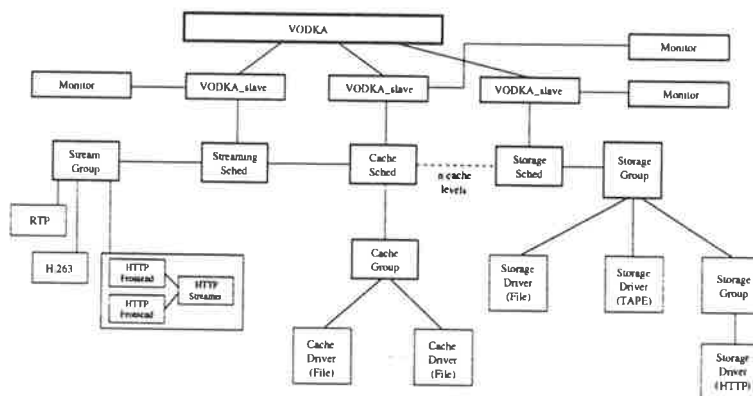 VODKA
Monitor
Monitor
VODKA_slave
VODKA_slave
VODKA_slave
Monitor
Stream
Group
Streaming
Sched
Cache
Sched
n cache
levels
Storage
Sched
Storage
Group
RTP
H.263
HTTP
Frontend
HTTP
Frontend
HTTP
Streamer
Cache
Group
Storage
Driver
(File)
Storage
Driver
(TAPE)
Storage
Group
Cache
Driver
(File)
Cache
Driver
(File)
Storage
Driver
(HTTP)